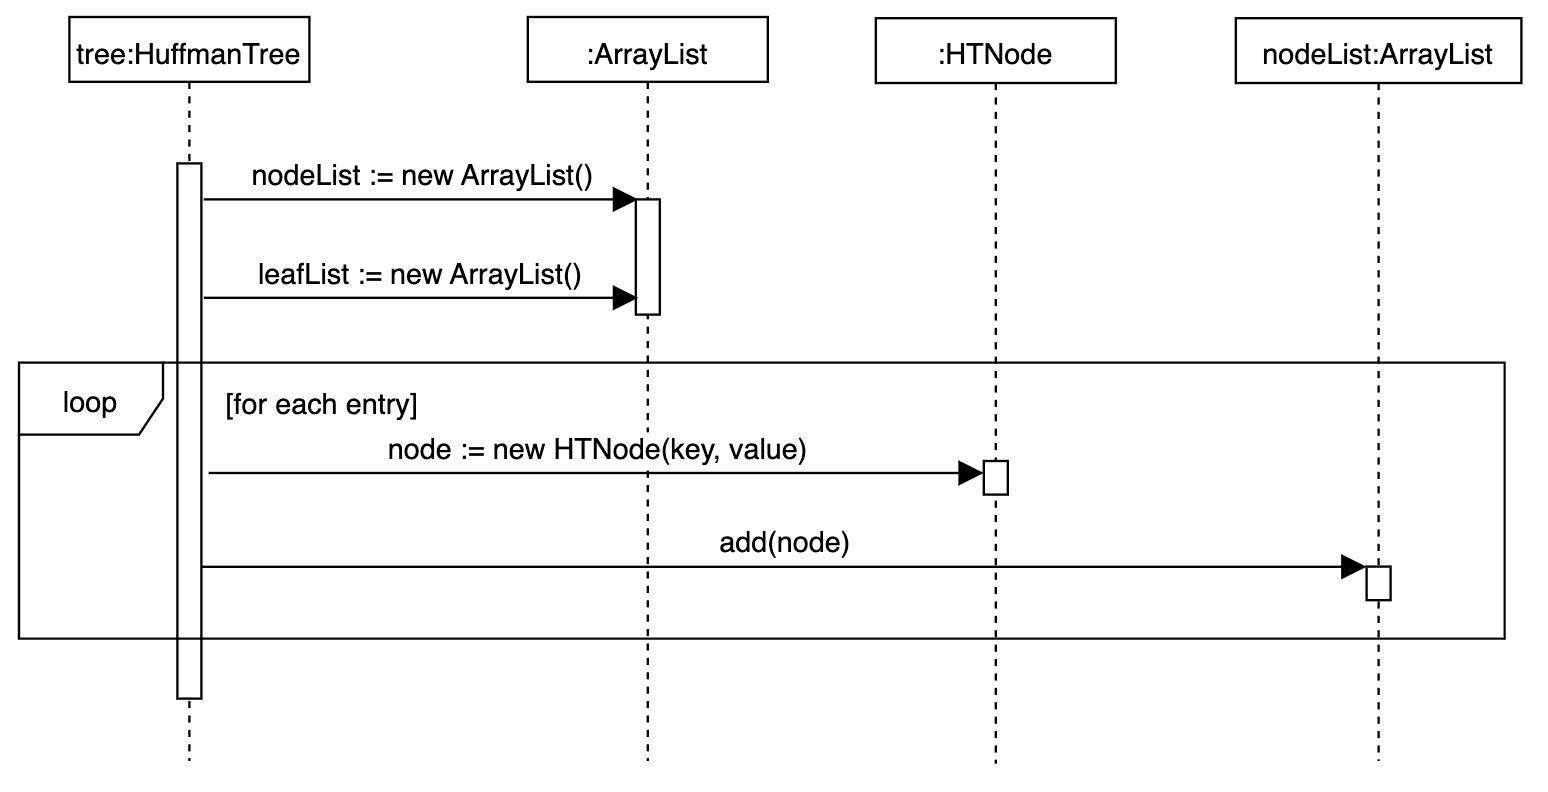 tree:HuffmanTree
:ArrayList
:HTNode
nodeList:ArrayList
nodeList := new ArrayList()
leafList := new ArrayList()
loop
[for each entry]
node := new HTNode(key, value)
add(node)